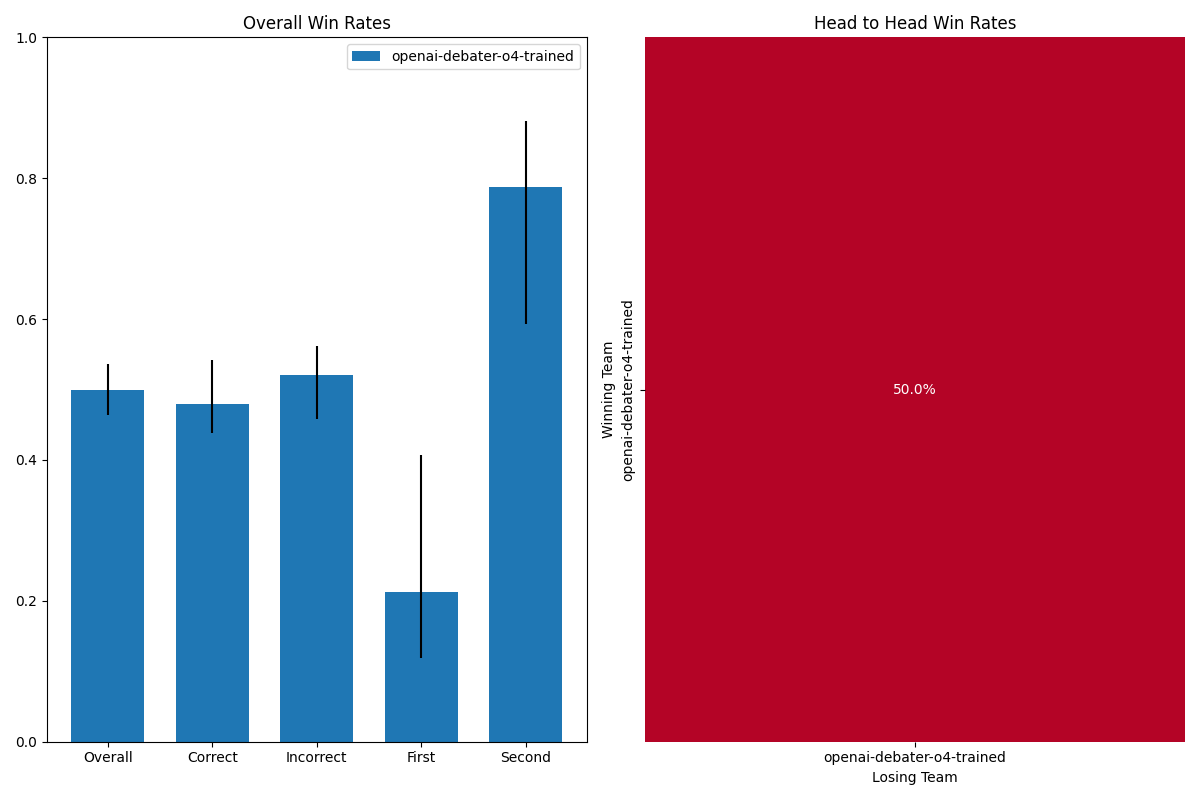 Overall Win Rates
openai-debater-o4-trained
1.0
0.8
0.6
0.4
0.2
0.0
Overall Correct Incorrect First Second
Head to Head Win Rates
Winning Team
openai-debater-o4-trained
50.0%
openai-debater-o4-trained
Losing Team